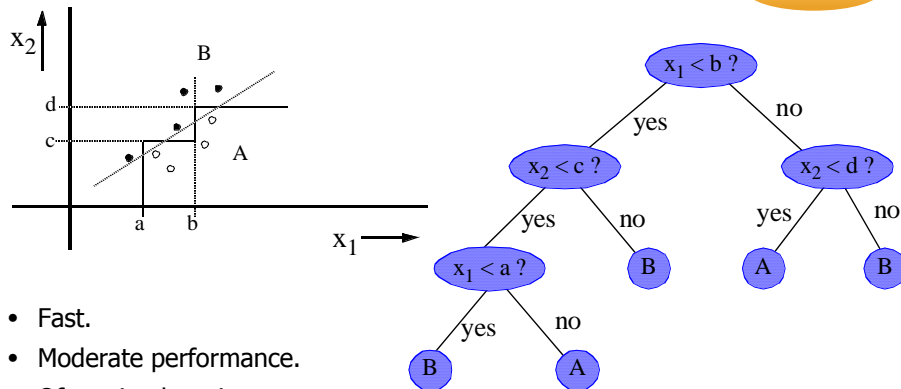 x2
B
d
c
A
a
b
x1
x1 < b ?
yes
no
x2 < c ?
x2 < d ?
yes
no
yes
no
x1 < a ?
B
A
B
yes
no
B
A
• Fast.
• Moderate performance.